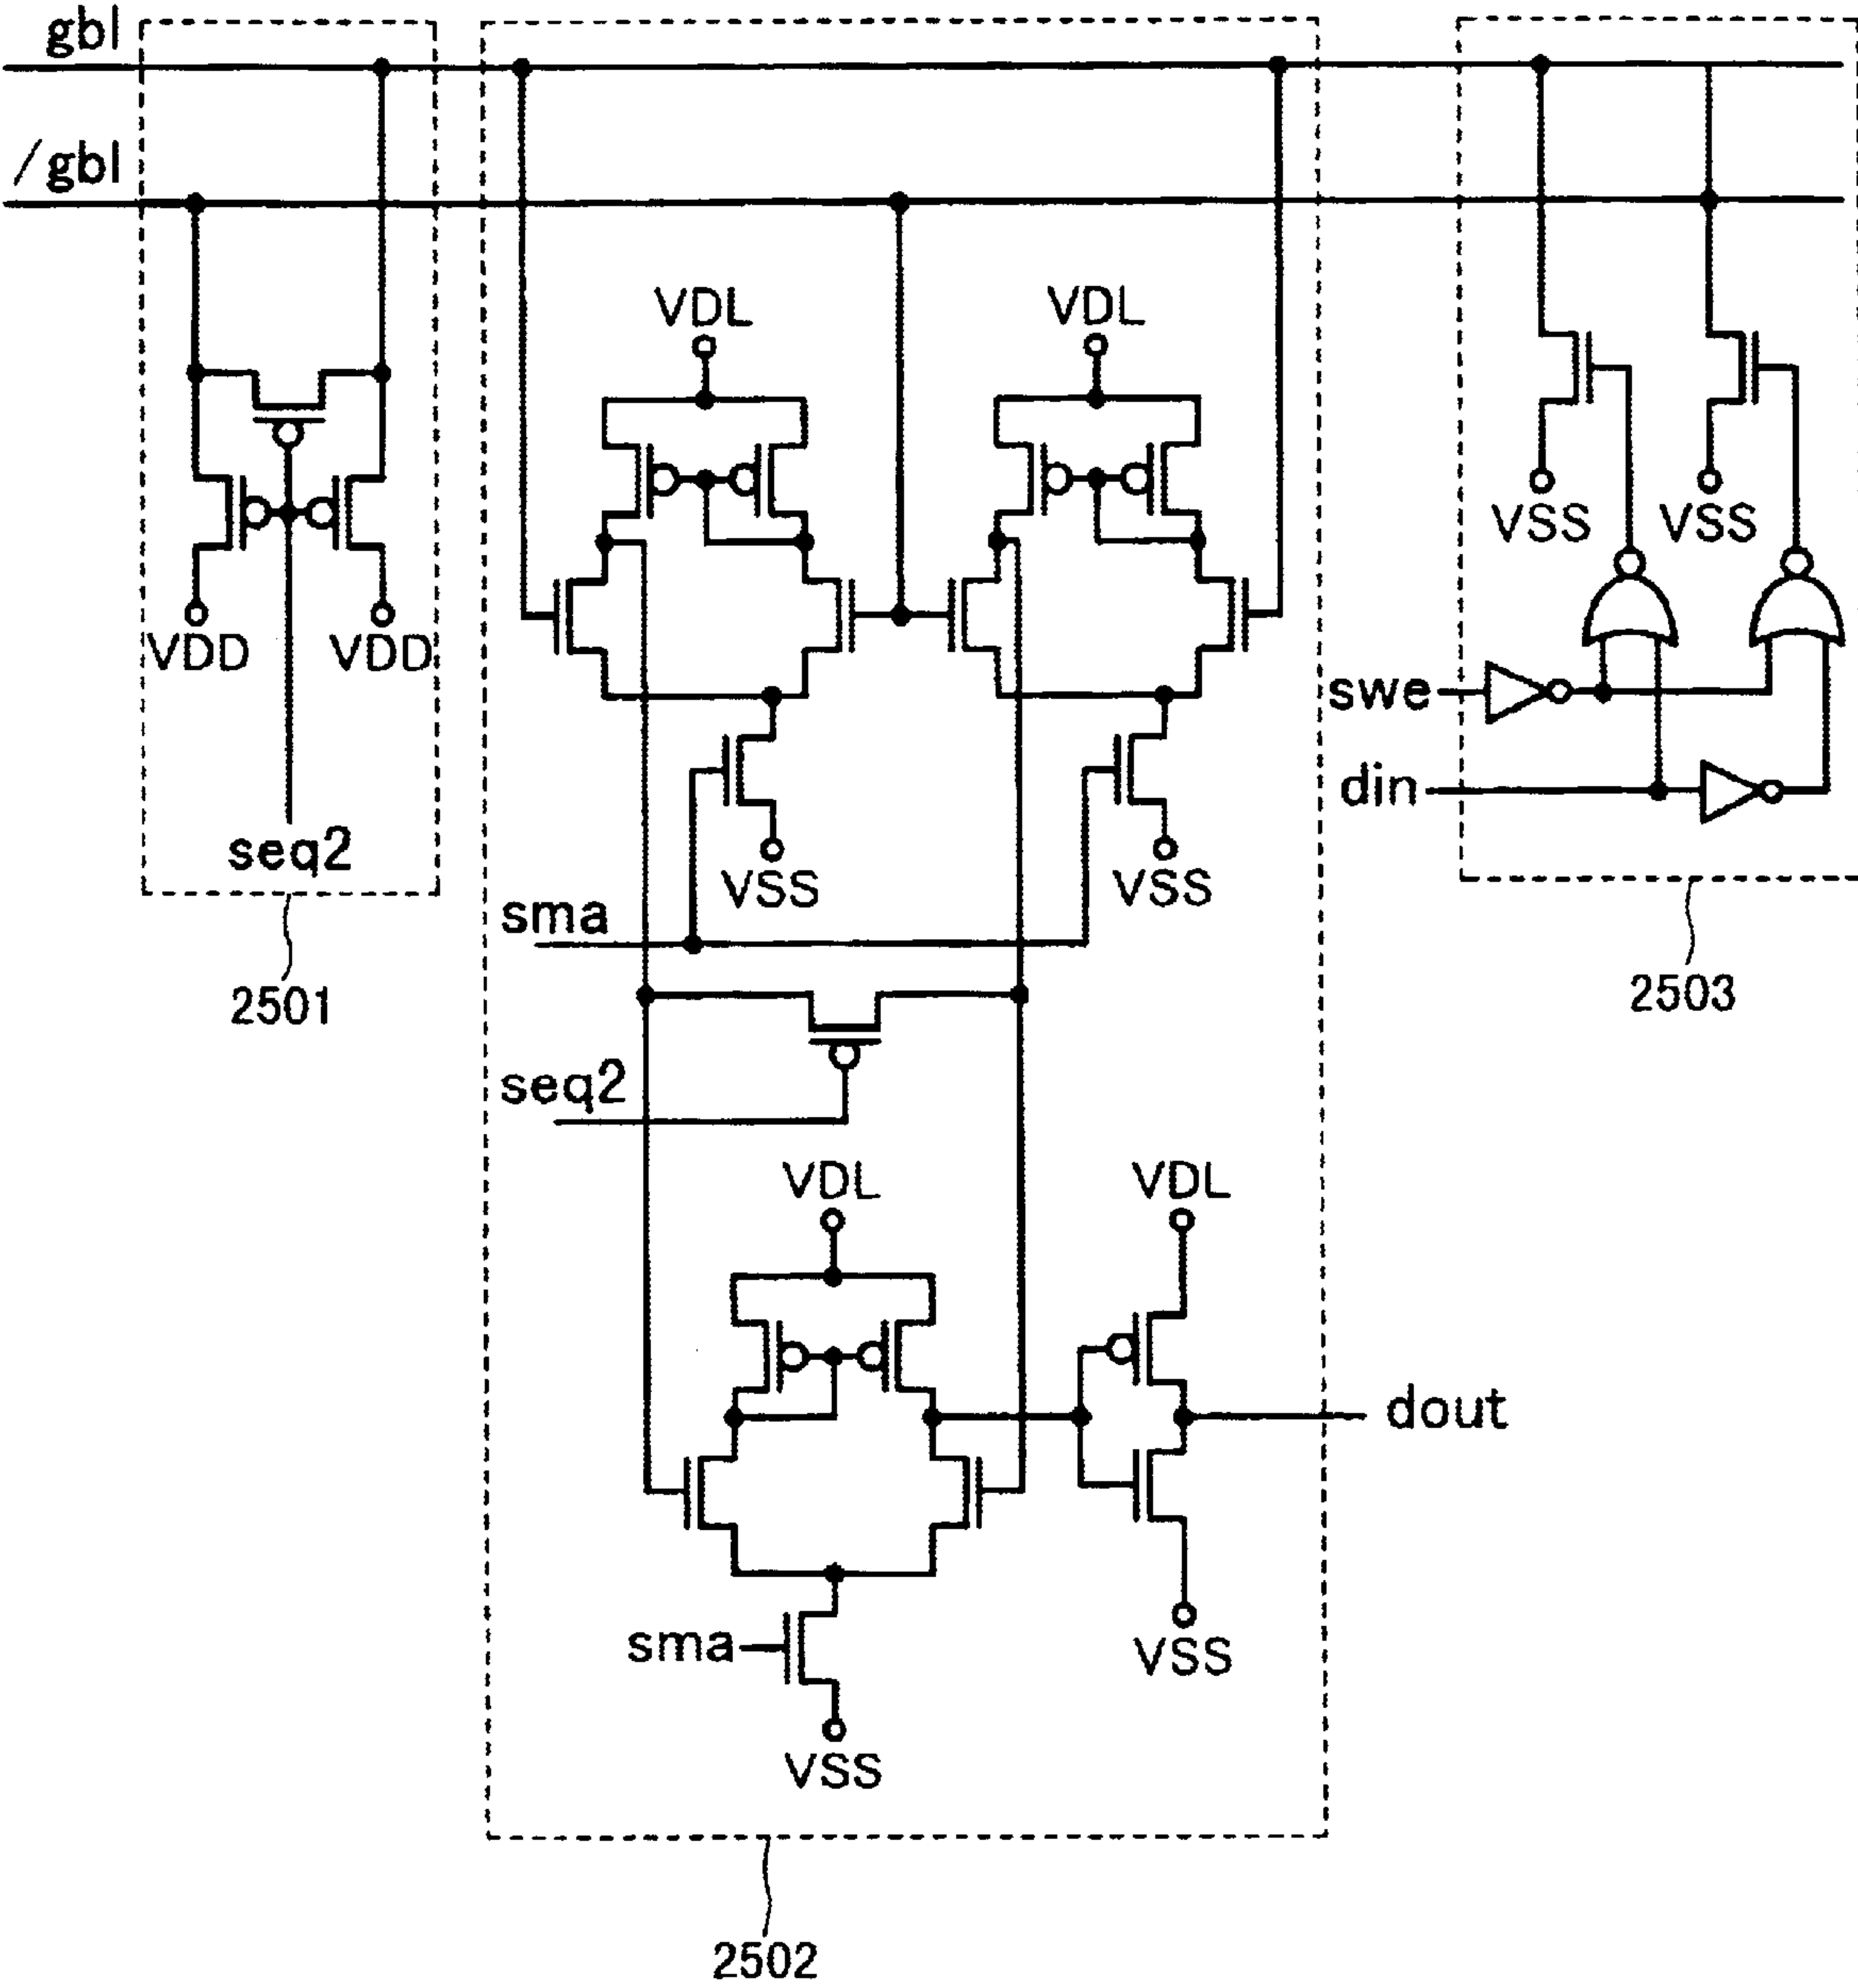 gbl
/gbl
VDL VDL
VSS VSS
VDD VDD
swe
din
seq2
VSS VSS
sma
2501
2503
seq2
VDL VDL
dout
sma
VSS
VSS
2502